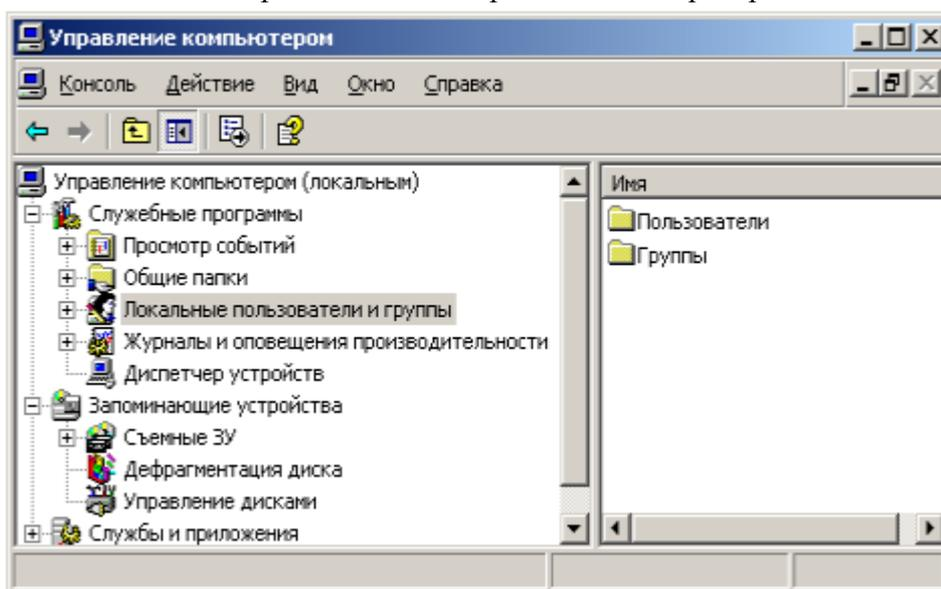 Управление компьютером
Консоль Действие Вид Окно Справка
Управление компьютером (локальным)
Служебные программы
Просмотр событий
Общие папки
Локальные пользователи и группы
Журналы и оповещения производительности
Диспетчер устройств
Запоминающие устройства
Съемные ЗУ
Дефрагментация диска
Управление дисками
Службы и приложения
Имя
Пользователи
Группы